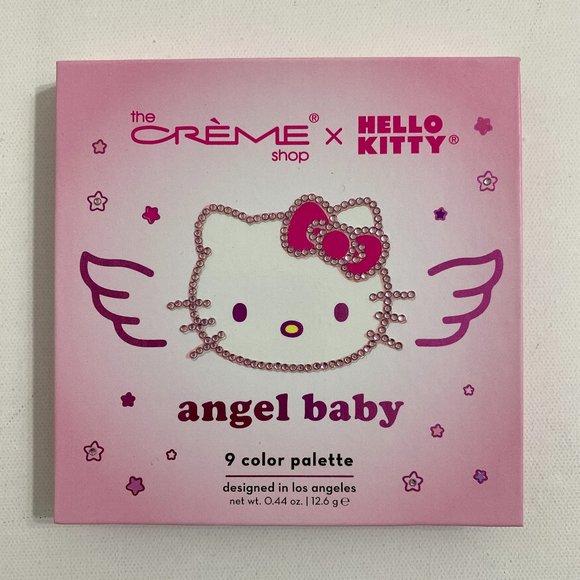 the
CRÈME® x HELLO
shop KITTY®
angel baby
9 color palette
designed in los angeles
net wt. 0.44 oz. | 12.6 g ℮